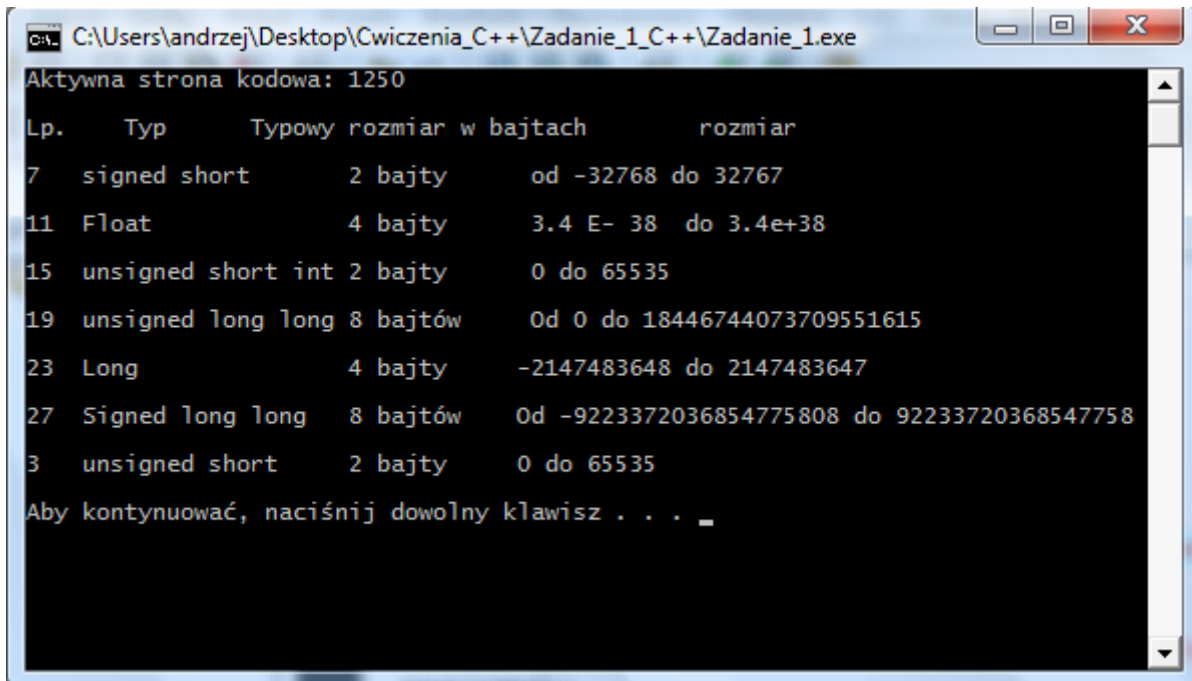 C:\Users\andrzej\Desktop\Cwiczenia_C++\Zadanie_1_C++\Zadanie_1.exe
Aktywna strona kodowa: 1250
Lp. Typ Typowy rozmiar w bajtach rozmiar
7 signed short 2 bajty od -32768 do 32767
11 Float 4 bajty 3.4 E- 38 do 3.4e+38
15 unsigned short int 2 bajty 0 do 65535
19 unsigned long long 8 bajtów Od 0 do 18446744073709551615
23 Long 4 bajty -2147483648 do 2147483647
27 Signed long long 8 bajtów Od -9223372036854775808 do 92233720368547758
3 unsigned short 2 bajty 0 do 65535
Aby kontynuować, naciśnij dowolny klawisz . . . _